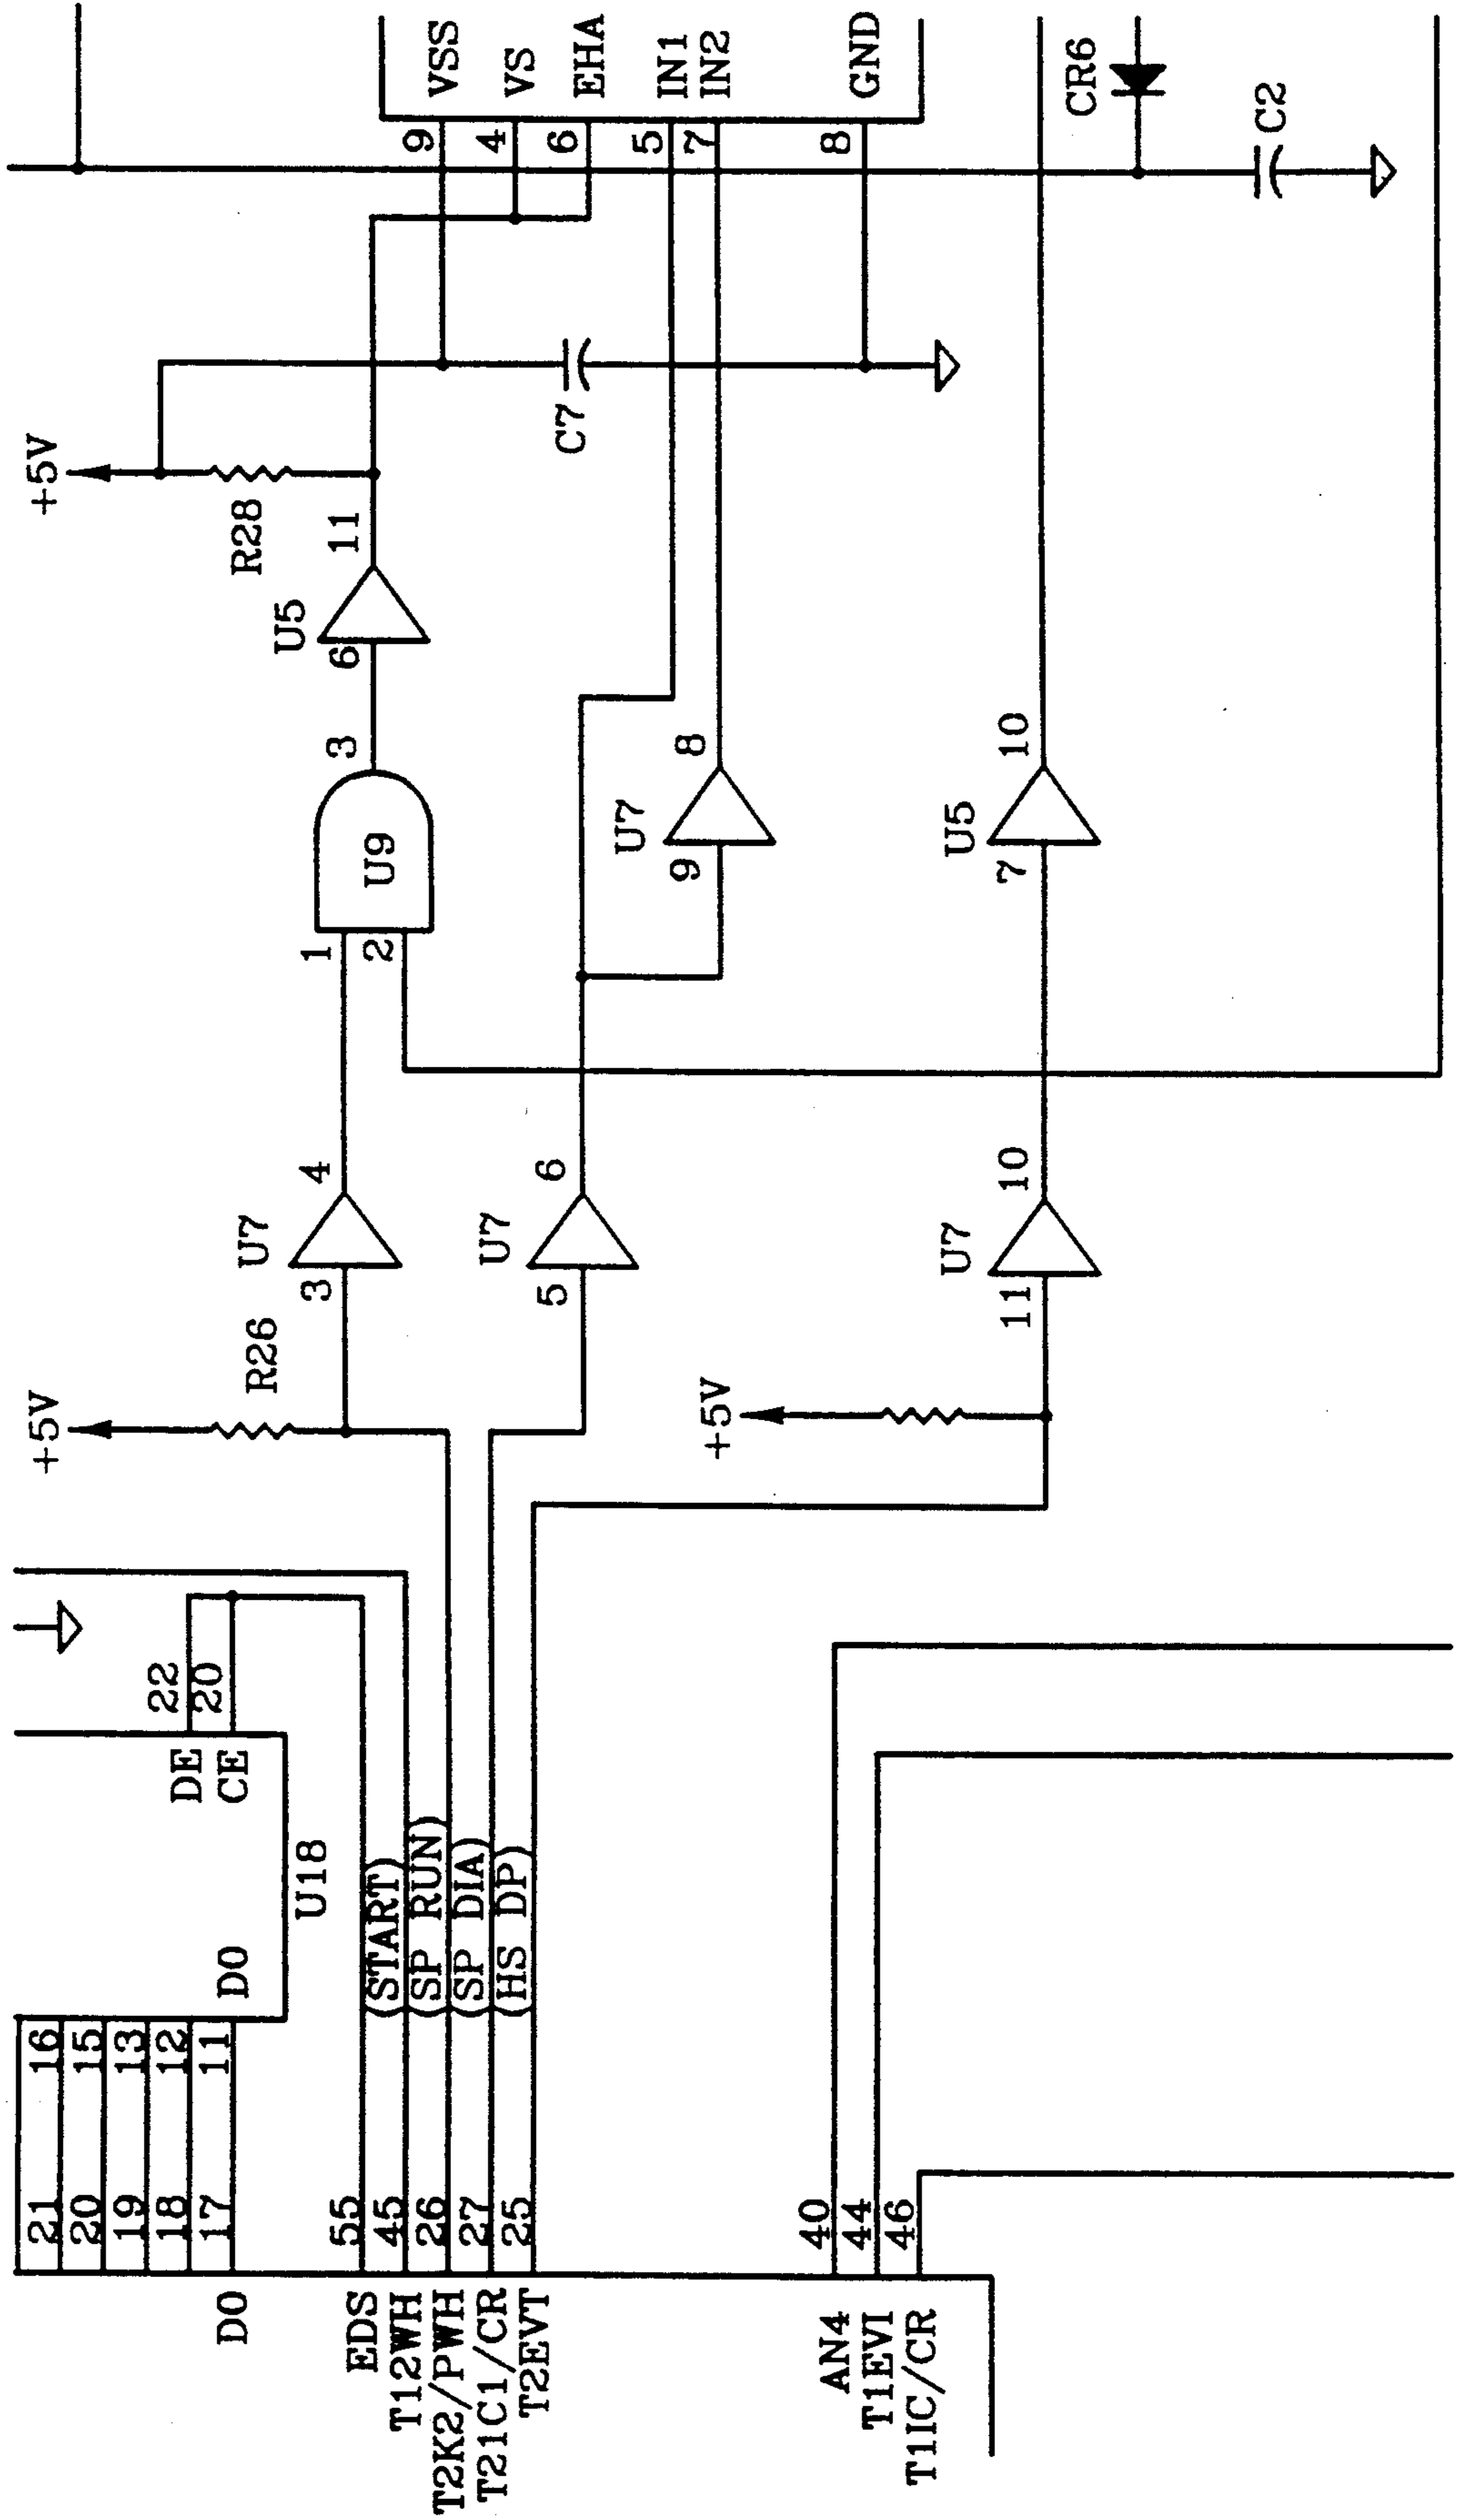 21 16
20 15
19 13
18 12
17 11
D0
D0
U18
DE 22
CE 20
EDS 55
T12WH 45 (START)
T2K2/PWH 26 (SP RUN)
T21C1/CR 27 (SP DIA)
T2EVT 25 (HS DP)
AN4 40
T1EVI 44
T1IC/CR 46
+5V
R26
3 U7 4
5 U7 6
+5V
11 U7 10
1
2
U9
3
6 U5 11
9 U7 8
7 U5 10
+5V
R28
C7
9 VSS
4 VS
6 EHA
5 IN1
7 IN2
8 GND
CR6
C2